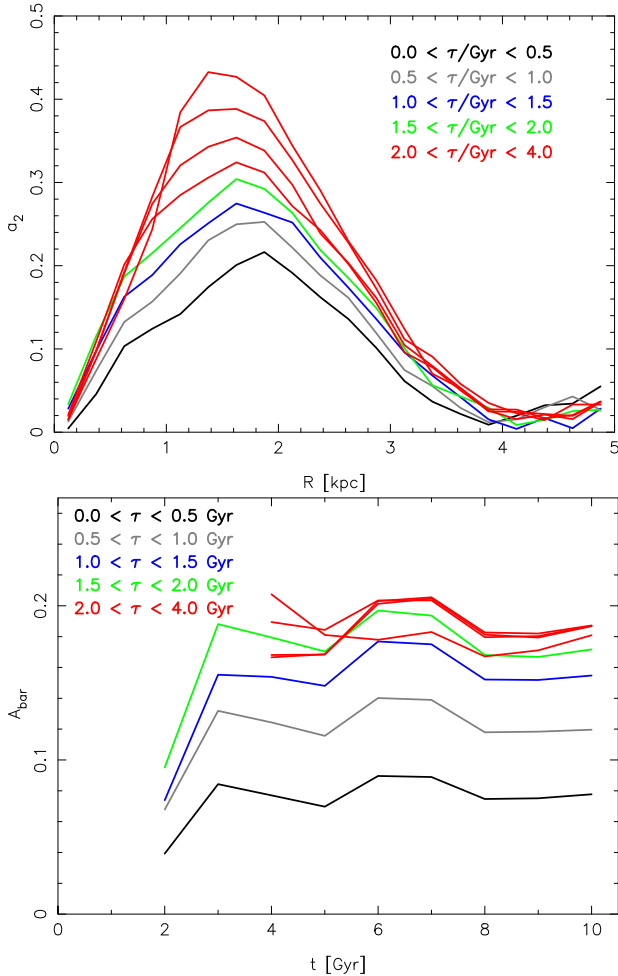 0.5
0.4
0.3
0.2
0.1
0
a₂
0.0 < τ/Gyr < 0.5
0.5 < τ/Gyr < 1.0
1.0 < τ/Gyr < 1.5
1.5 < τ/Gyr < 2.0
2.0 < τ/Gyr < 4.0
0 1 2 3 4 5
R [kpc]
0.0 < τ < 0.5 Gyr
0.5 < τ < 1.0 Gyr
1.0 < τ < 1.5 Gyr
1.5 < τ < 2.0 Gyr
2.0 < τ < 4.0 Gyr
0.2
0.1
0
A_bar
0 2 4 6 8 10
t [Gyr]